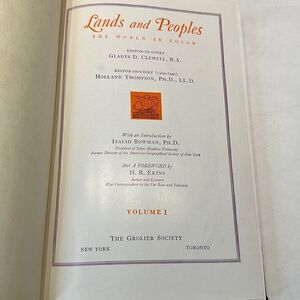 Lands and Peoples
THE WORLD IN COLOR
EDITOR-IN-CHIEF
GLADYS D. CLEWELL, B.A.
EDITOR-IN-CHIEF (1929-1940)
HOLLAND THOMPSON, PH.D., LL.D.
With an Introduction by
ISAIAH BOWMAN, PH.D.
President of Johns Hopkins University
Former Director of the American Geographical Society of New York
And A FOREWORD by
H. R. EKINS
Author and Lecturer
War Correspondent in the Far East and Ethiopia
VOLUME I
THE GROLIER SOCIETY
NEW YORK TORONTO